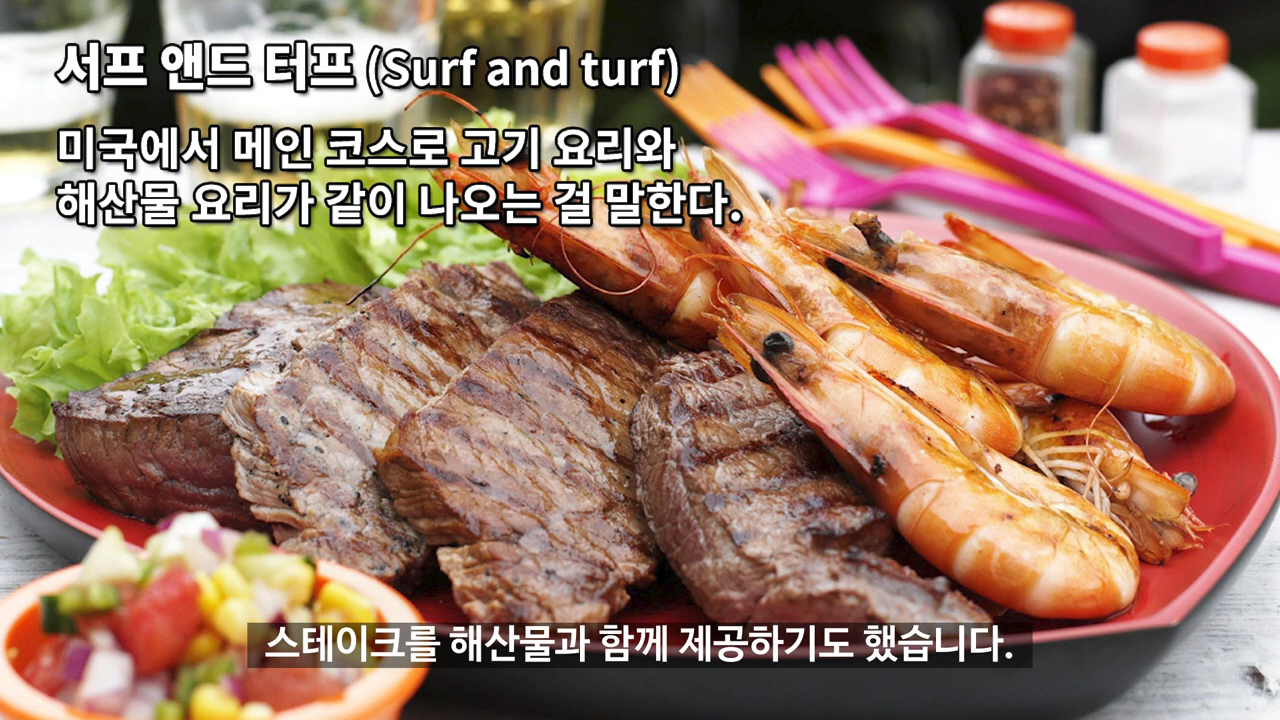 서프 앤드 터프 (Surf and turf)
미국에서 메인 코스로 고기 요리와
해산물 요리가 같이 나오는 걸 말한다.
스테이크를 해산물과 함께 제공하기도 했습니다.